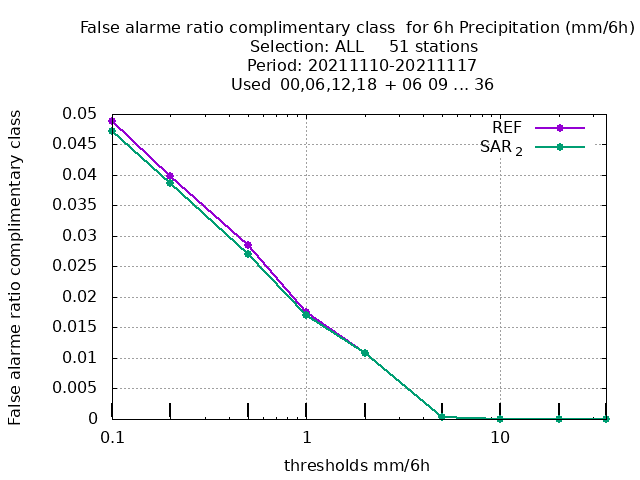 False alarme ratio complimentary class  for 6h Precipitation (mm/6h)
Selection: ALL     51 stations
Period: 20211110-20211117
Used  00,06,12,18  + 06 09 ... 36
False alarme ratio complimentary class
0.05
0.045
0.04
0.035
0.03
0.025
0.02
0.015
0.01
0.005
0
REF
SAR 2
0.1
1
10
thresholds mm/6h